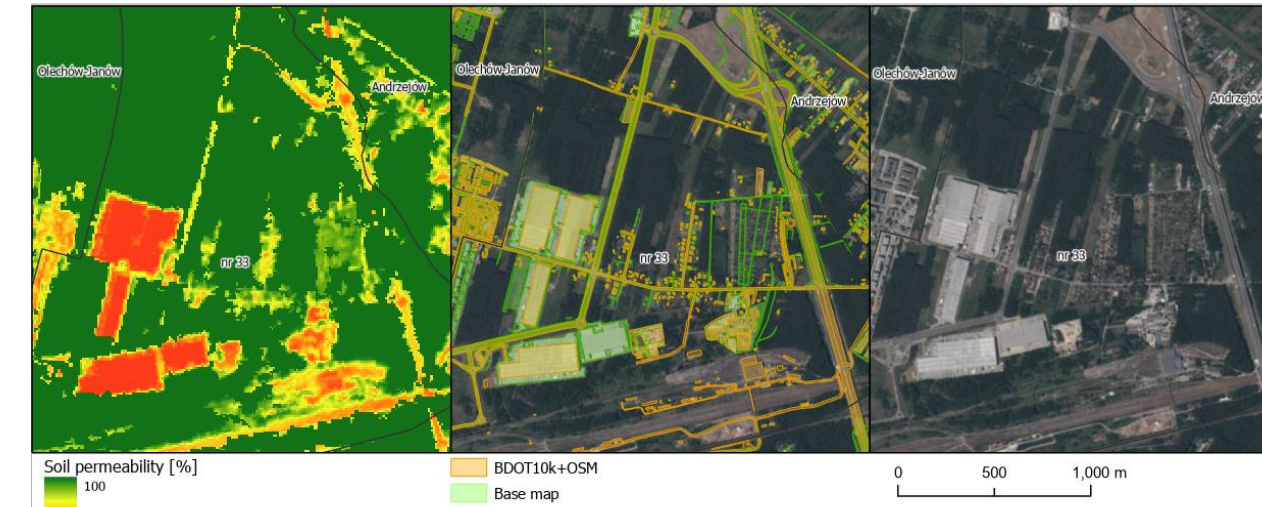 Olechów-Janów
Andrzejów
nr 33
Olechów-Janów
Andrzejów
nr 33
Olechów-Janów
Andrzejów
nr 33
Soil permeability [%]
100
BDOT10k+OSM
Base map
0 500 1,000 m